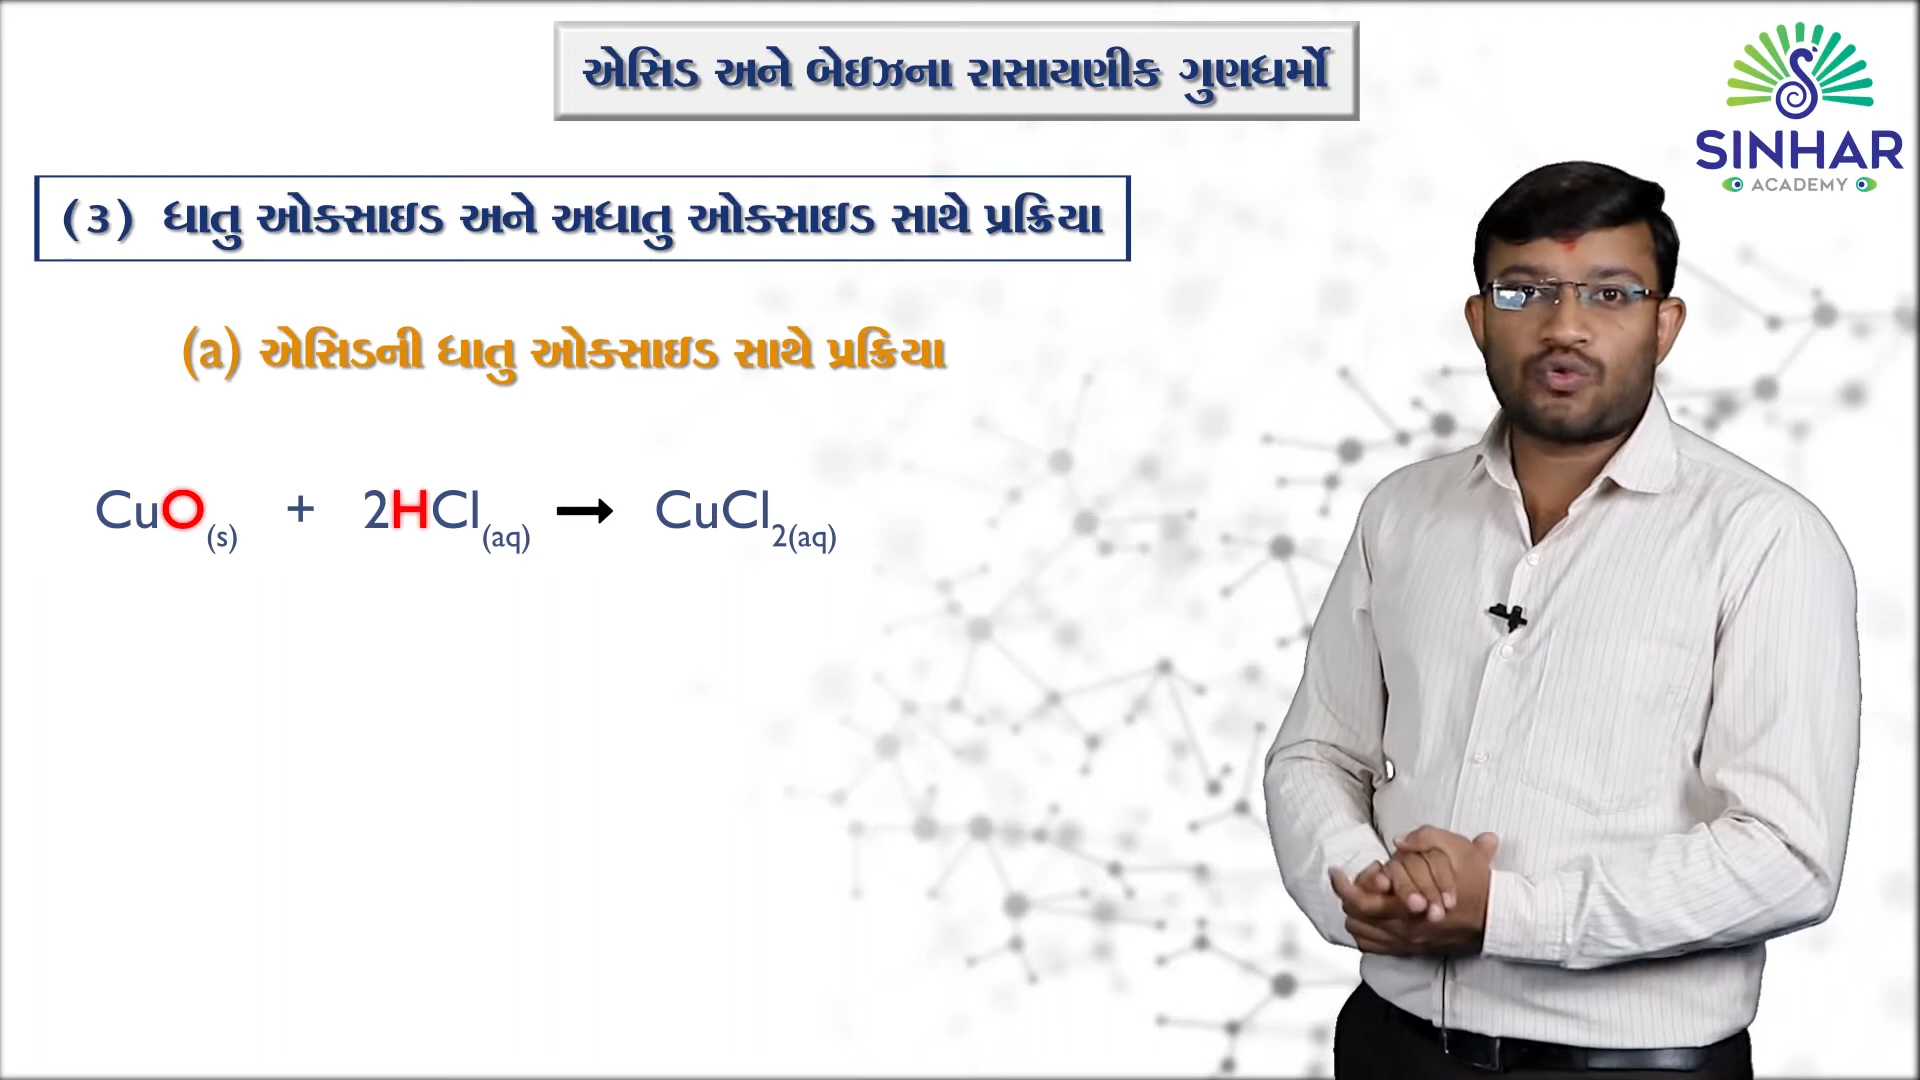 એસિડ અને બેઇઝના રાસાયણીક ગુણધર્મો
SINHAR
ACADEMY
(૩) ધાતુ ઓક્સાઇડ અને અધાતુ ઓક્સાઇડ સાથે પ્રક્રિયા
(a) એસિડની ધાતુ ઓક્સાઇડ સાથે પ્રક્રિયા
CuO(s) + 2HCl(aq) → CuCl2(aq)